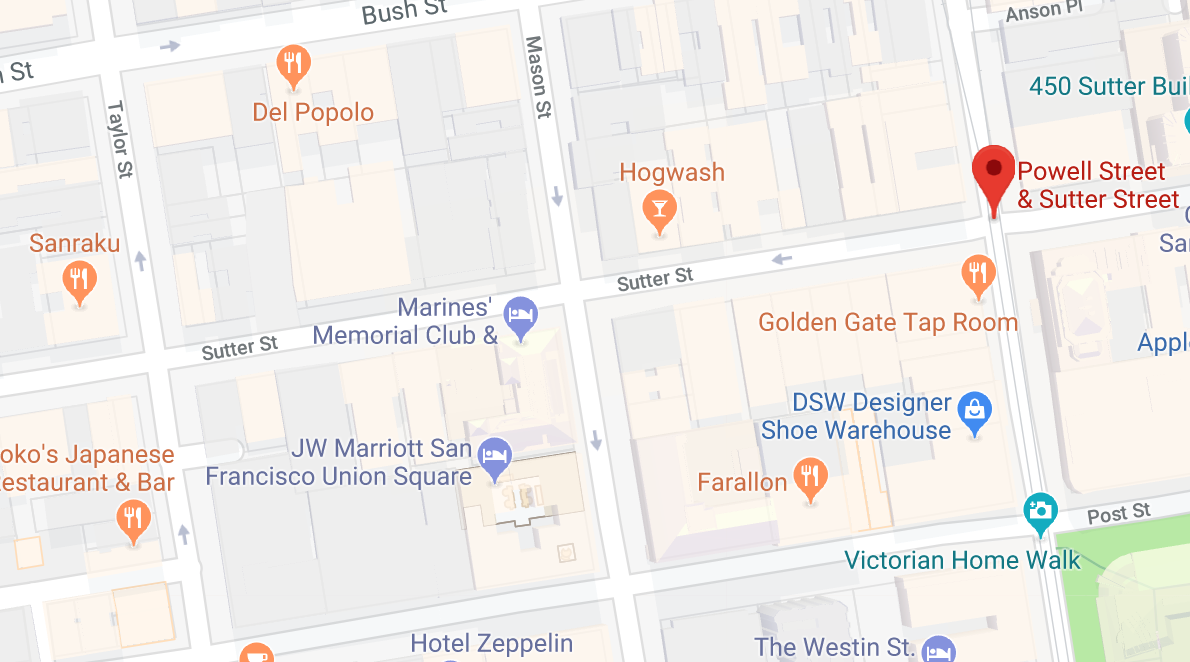 Bush St
Anson Pl
St
Mason St
450 Sutter Bui
Taylor St
Del Popolo
Hogwash
Powell Street
& Sutter Street
Sanraku
Sa
Sutter St
Marines'
Memorial Club &
Golden Gate Tap Room
Sutter St
Appl
DSW Designer
Shoe Warehouse
JW Marriott San
Francisco Union Square
oko's Japanese
estaurant & Bar
Farallon
Post St
Victorian Home Walk
Hotel Zeppelin
The Westin St.